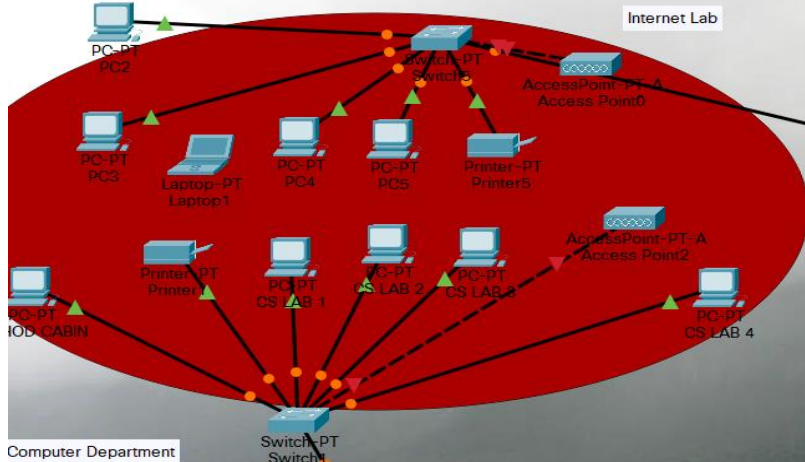 Internet Lab
PC-PT
PC2
Switch-PT
AccessPoint-PT-A
Access Point0
PC-PT
PC3
Laptop-PT
Laptop1
PC-PT
PC4
PC-PT
PC5
Printer-PT
Printer5
AccessPoint-PT-A
Access Point2
Printer-PT
PC-PT
CS LAB 1
PC-PT
CS LAB 2
PC-PT
CS LAB 3
PC-PT
HOD CABIN
PC-PT
CS LAB 4
Computer Department
Switch-PT